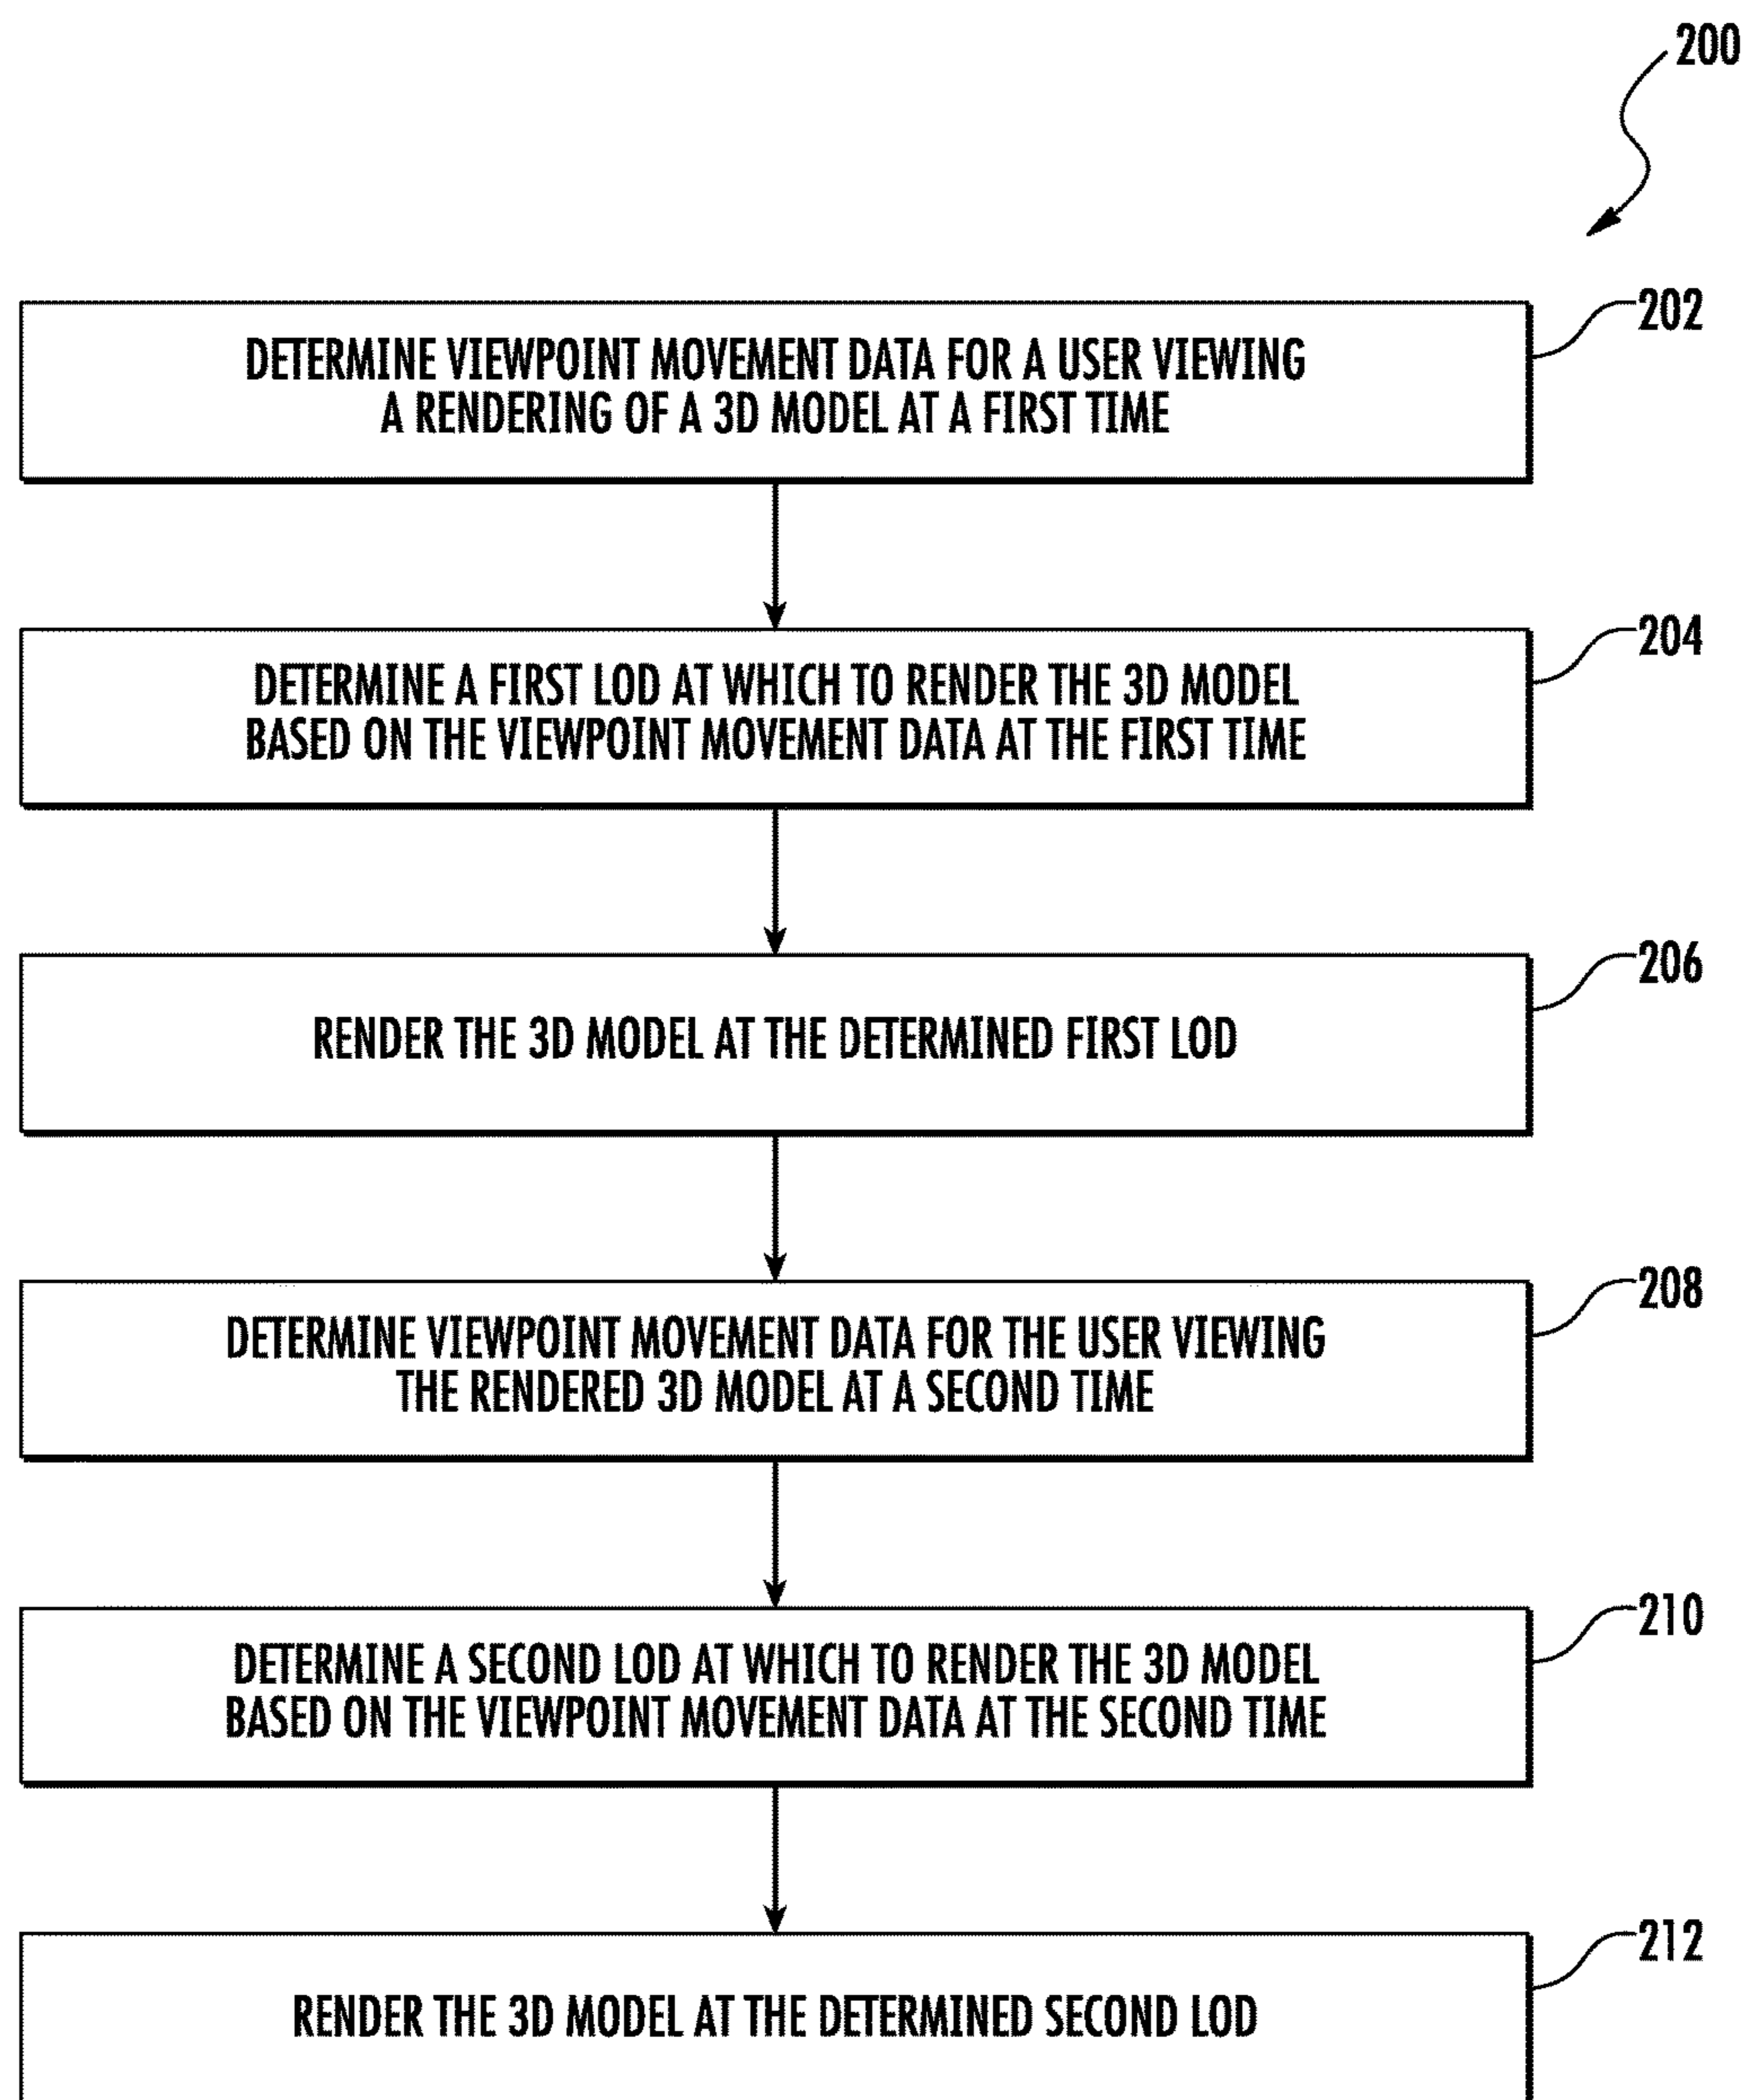 200
202
DETERMINE VIEWPOINT MOVEMENT DATA FOR A USER VIEWING
A RENDERING OF A 3D MODEL AT A FIRST TIME
204
DETERMINE A FIRST LOD AT WHICH TO RENDER THE 3D MODEL
BASED ON THE VIEWPOINT MOVEMENT DATA AT THE FIRST TIME
206
RENDER THE 3D MODEL AT THE DETERMINED FIRST LOD
208
DETERMINE VIEWPOINT MOVEMENT DATA FOR THE USER VIEWING
THE RENDERED 3D MODEL AT A SECOND TIME
210
DETERMINE A SECOND LOD AT WHICH TO RENDER THE 3D MODEL
BASED ON THE VIEWPOINT MOVEMENT DATA AT THE SECOND TIME
212
RENDER THE 3D MODEL AT THE DETERMINED SECOND LOD